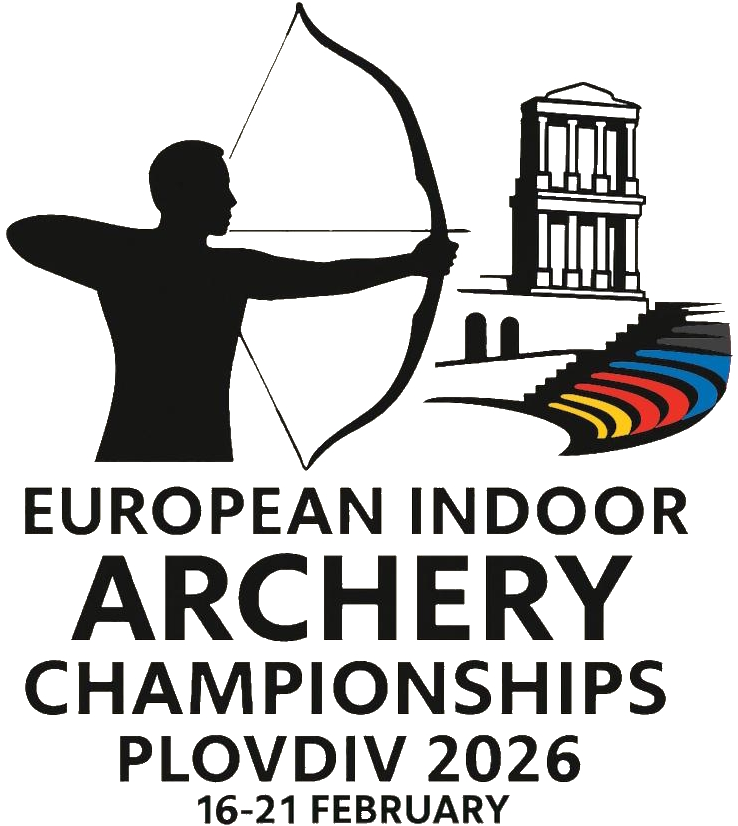 EUROPEAN INDOOR
ARCHERY
CHAMPIONSHIPS
PLOVDIV 2026
16-21 FEBRUARY